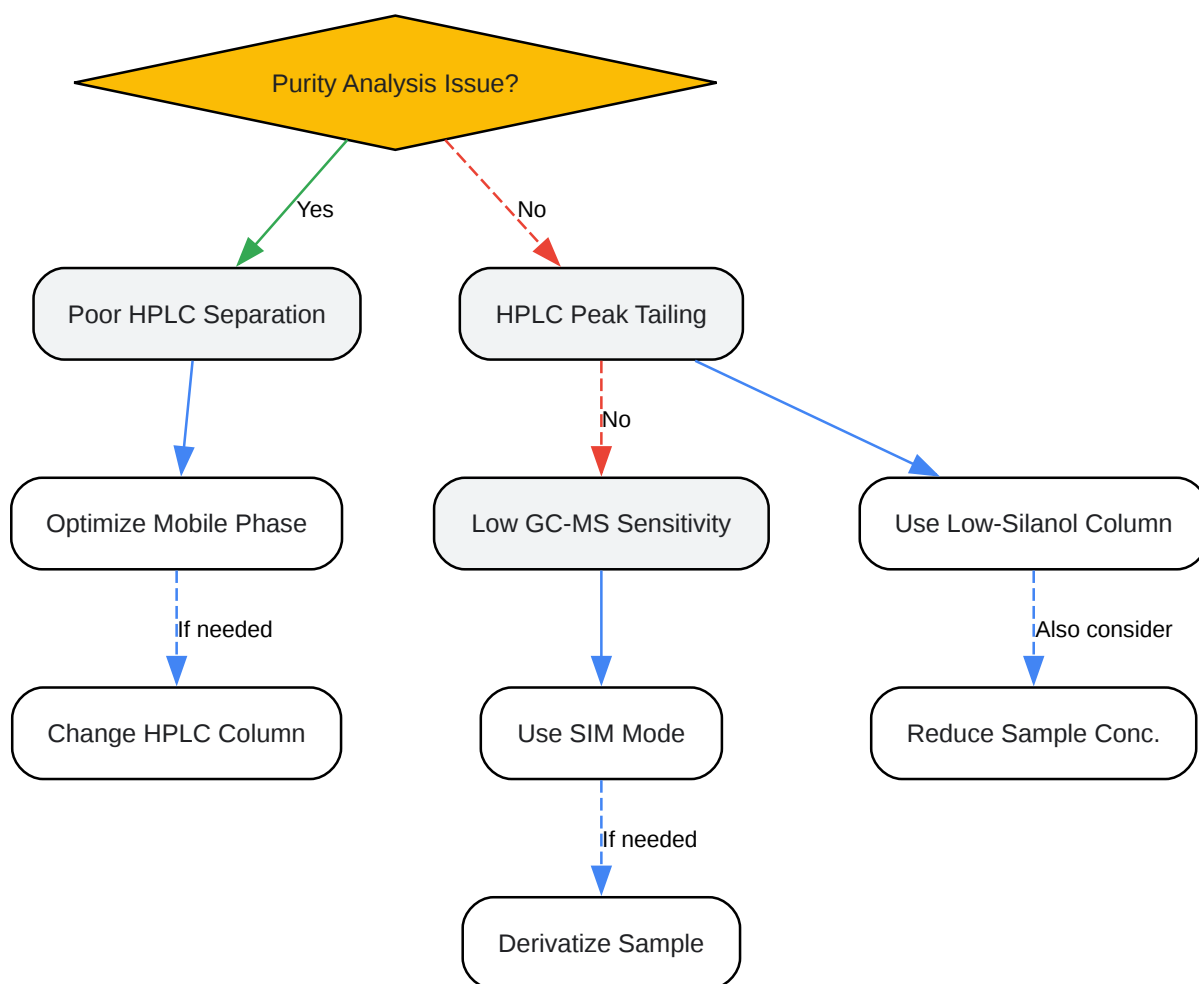 Purity Analysis Issue?
Yes
No
Poor HPLC Separation
HPLC Peak Tailing
No
Optimize Mobile Phase
Low GC-MS Sensitivity
Use Low-Silanol Column
If needed
Also consider
Change HPLC Column
Use SIM Mode
Reduce Sample Conc.
If needed
Derivatize Sample